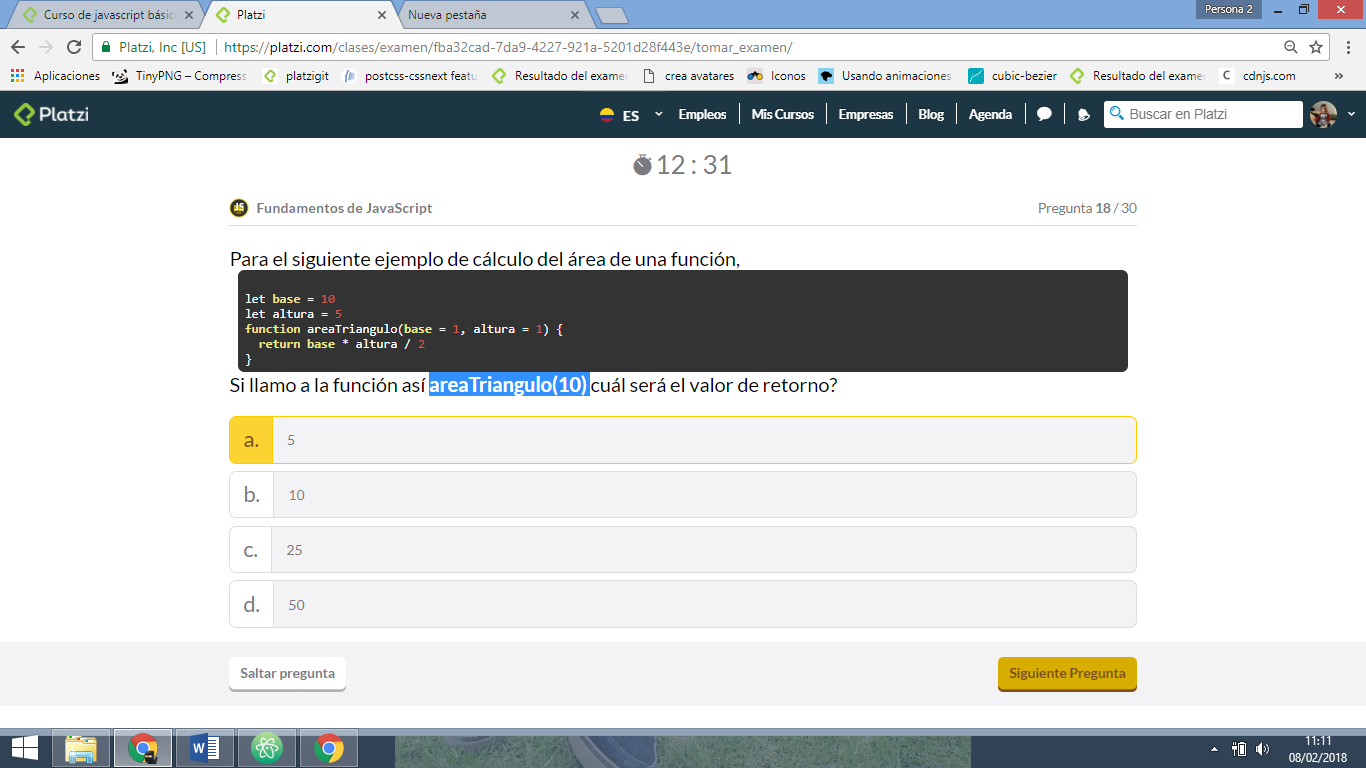 Curso de javascript básic
Platzi
Nueva pestaña
Persona 2
Platzi, Inc [US]
https://platzi.com/clases/examen/fba32cad-7da9-4227-921a-5201d28f443e/tomar_examen/
Aplicaciones
TinyPNG – Compress
platzigit
postcss-cssnext featu
Resultado del examen
crea avatares
Iconos
Usando animaciones
cubic-bezier
Resultado del examen
C
cdnjs.com
»
Platzi
ES
Empleos
Mis Cursos
Empresas
Blog
Agenda
Buscar en Platzi
12 : 31
JS
Fundamentos de JavaScript
Pregunta 18 / 30
Para el siguiente ejemplo de cálculo del área de una función,
let base = 10
let altura = 5
function areaTriangulo(base = 1, altura = 1) {
return base * altura / 2
}
Si llamo a la función así areaTriangulo(10) cuál será el valor de retorno?
a. 5
b. 10
c. 25
d. 50
Saltar pregunta
Siguiente Pregunta
11:11
08/02/2018